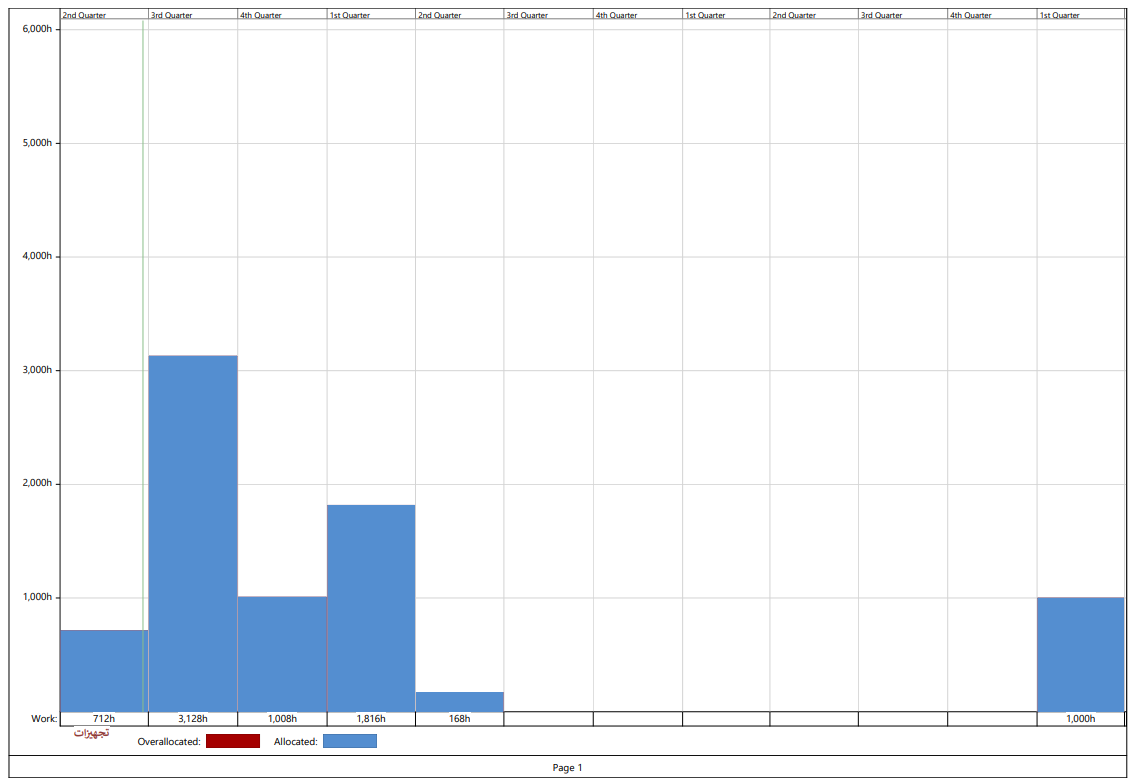 2nd Quarter 3rd Quarter 4th Quarter 1st Quarter 2nd Quarter 3rd Quarter 4th Quarter 1st Quarter 2nd Quarter 3rd Quarter 4th Quarter 1st Quarter
6,000h
5,000h
4,000h
3,000h
2,000h
1,000h
Work: 712h 3,128h 1,008h 1,816h 168h 1,000h
تجهیزات
Overallocated: Allocated:
Page 1